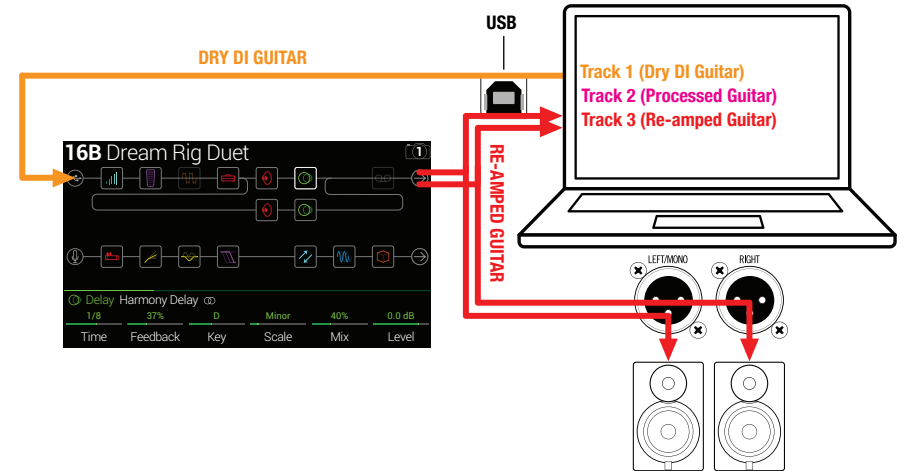 USB
DRY DI GUITAR
Track 1 (Dry DI Guitar)
Track 2 (Processed Guitar)
Track 3 (Re-amped Guitar)
16B Dream Rig Duet
1
RE-AMPED GUITAR
LEFT/MONO
RIGHT
Delay Harmony Delay
1/8 37% D Minor 40% 0.0 dB
Time Feedback Key Scale Mix Level